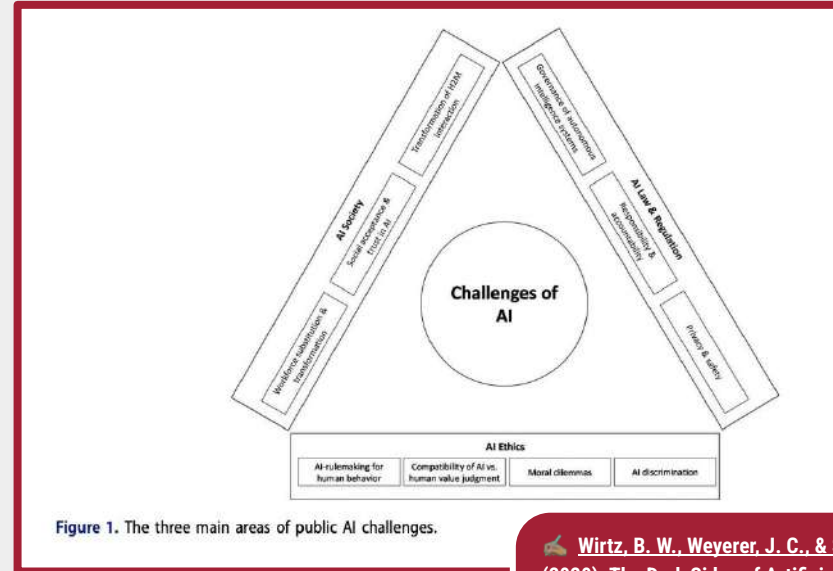 AI Society
Transformation of H2M
interaction
Social acceptance &
trust in AI
Workforce substitution &
transformation
AI Law & Regulation
Governance of autonomous
intelligence systems
Responsibility &
accountability
Privacy & safety
Challenges of
AI
AI Ethics
AI-rulemaking for
human behavior
Compatibility of AI vs.
human value judgment
Moral dilemmas
AI discrimination
Figure 1. The three main areas of public AI challenges.
Wirtz, B. W., Weyerer, J. C., &